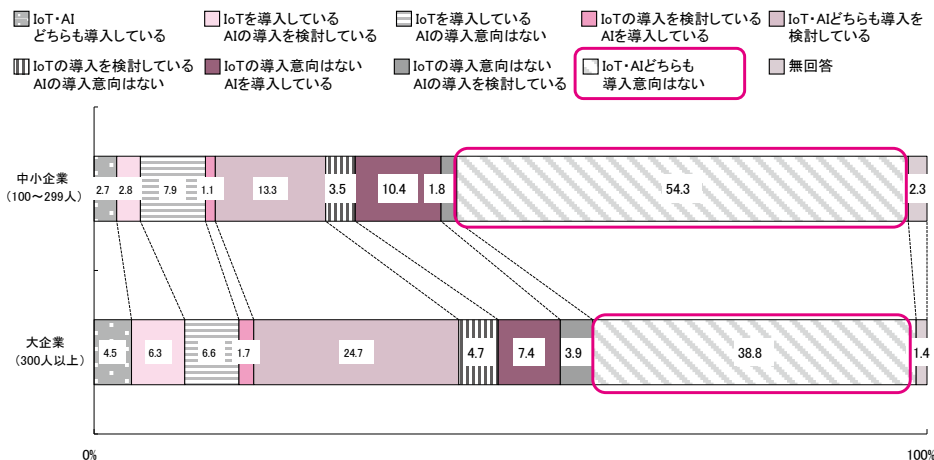 IoT・AI
どちらも導入している
IoTを導入している
AIの導入を検討している
IoTを導入している
AIの導入意向はない
IoTの導入を検討している
AIを導入している
IoT・AIどちらも導入を
検討している
IoTの導入を検討している
AIの導入意向はない
IoTの導入意向はない
AIを導入している
IoTの導入意向はない
AIの導入を検討している
IoT・AIどちらも
導入意向はない
無回答
中小企業
(100～299人)
2.7 2.8 7.9 1.1 13.3 3.5 10.4 1.8 54.3 2.3
大企業
(300人以上)
4.5 6.3 6.6 1.7 24.7 4.7 7.4 3.9 38.8 1.4
0% 100%